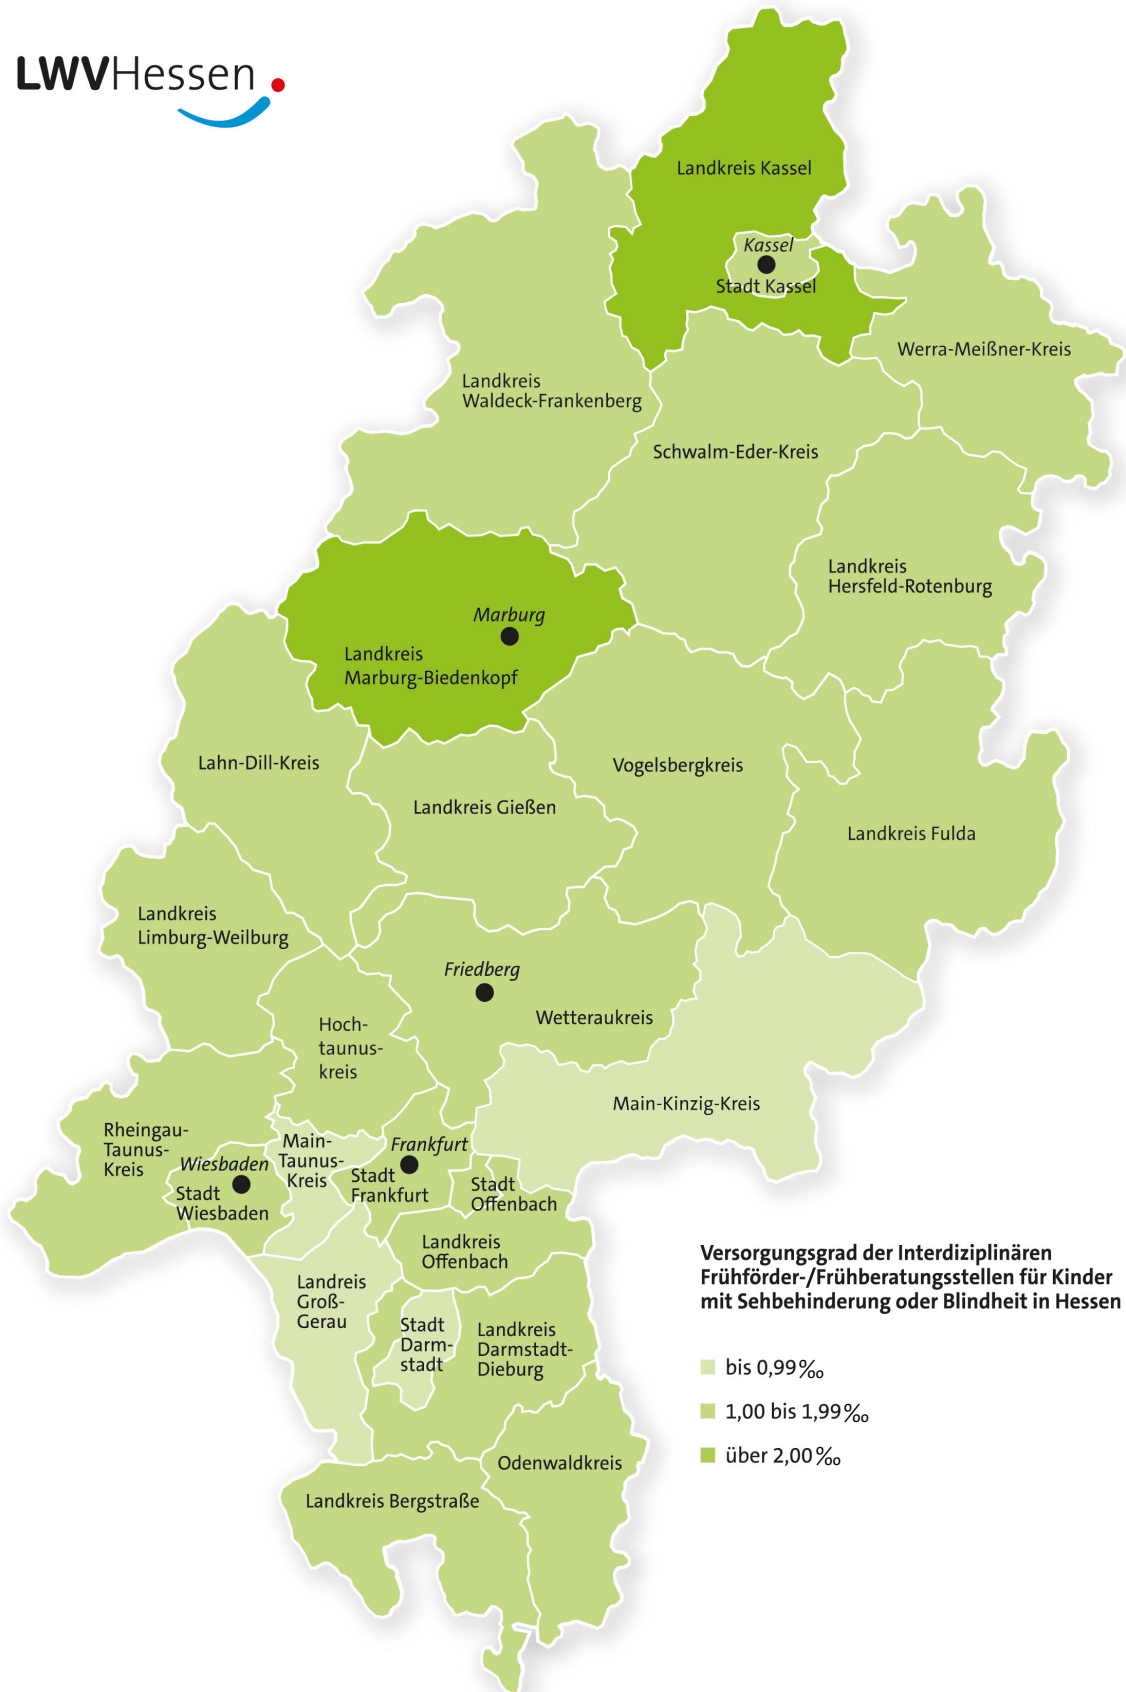 LWVHessen
Landkreis Kassel
Kassel
Stadt Kassel
Werra-Meißner-Kreis
Landkreis
Waldeck-Frankenberg
Schwalm-Eder-Kreis
Landkreis
Hersfeld-Rotenburg
Marburg
Landkreis
Marburg-Biedenkopf
Lahn-Dill-Kreis
Vogelsbergkreis
Landkreis Gießen
Landkreis Fulda
Landkreis
Limburg-Weilburg
Friedberg
Wetteraukreis
Hoch-
taunus-
kreis
Main-Kinzig-Kreis
Rheingau-
Taunus-
Kreis
Wiesbaden
Stadt
Wiesbaden
Main-
Taunus-
Kreis
Frankfurt
Stadt
Frankfurt
Stadt
Offenbach
Landkreis
Offenbach
Landreis
Groß-
Gerau
Stadt
Darm-
stadt
Landkreis
Darmstadt-
Dieburg
Odenwaldkreis
Landkreis Bergstraße
Versorgungsgrad der Interdiziplinären
Frühförder-/Frühberatungsstellen für Kinder
mit Sehbehinderung oder Blindheit in Hessen
bis 0,99‰
1,00 bis 1,99‰
über 2,00‰